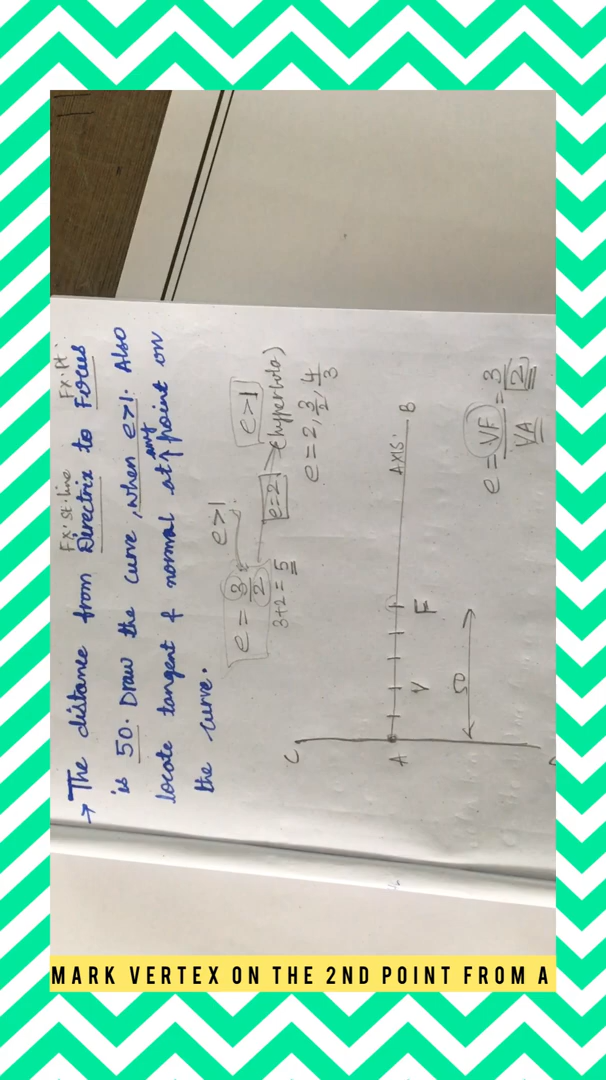 Fx. st. line Fx. Pt.
→ The distance from Directrix to Focus
is 50. Draw the curve, when e>1. Also
any
locate tangent & normal at ↑ point on
the curve.
e = 3/2 e>1 e>1
3+2 = 5 e=2 → (hyperbola)
e = 2, 3/2, 4/3
C
A V F AXIS. B
50
e = VF/VA = 3/2
MARK VERTEX ON THE 2ND POINT FROM A